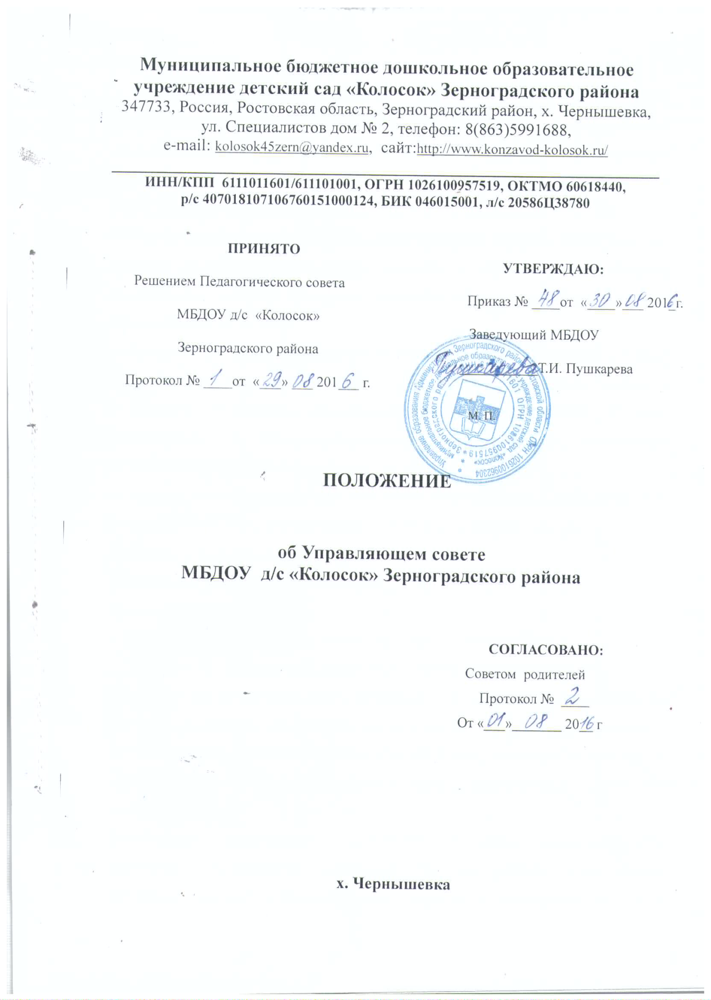 Муниципальное бюджетное дошкольное образовательное
учреждение детский сад «Колосок» Зерноградского района
347733, Россия, Ростовская область, Зерноградский район, х. Чернышевка,
ул. Специалистов дом № 2, телефон: 8(863)5991688,
e-mail: kolosok45zern@yandex.ru, сайт:http://www.konzavod-kolosok.ru/
ИНН/КПП 6111011601/611101001, ОГРН 1026100957519, ОКТМО 60618440,
р/с 407018107106760151000124, БИК 046015001, л/с 20586Ц38780
ПРИНЯТО
Решением Педагогического совета
МБДОУ д/с «Колосок»
Зерноградского района
Протокол № 1 от «29» 08 2016 г.
УТВЕРЖДАЮ:
Приказ № 48 от «30» 08 2016 г.
Заведующий МБДОУ
Пушкарева Т.И. Пушкарева
М. П.
Управление образования Администрации Зерноградского района Ростовской области ОГРН 1026100962304
муниципальное бюджетное дошкольное образовательное учреждение детский сад «Колосок»
Зерноградского района 1601 ОГРН 1026100957519
ПОЛОЖЕНИЕ
об Управляющем совете
МБДОУ д/с «Колосок» Зерноградского района
СОГЛАСОВАНО:
Советом родителей
Протокол № 2
От «01» 08 2016 г
х. Чернышевка